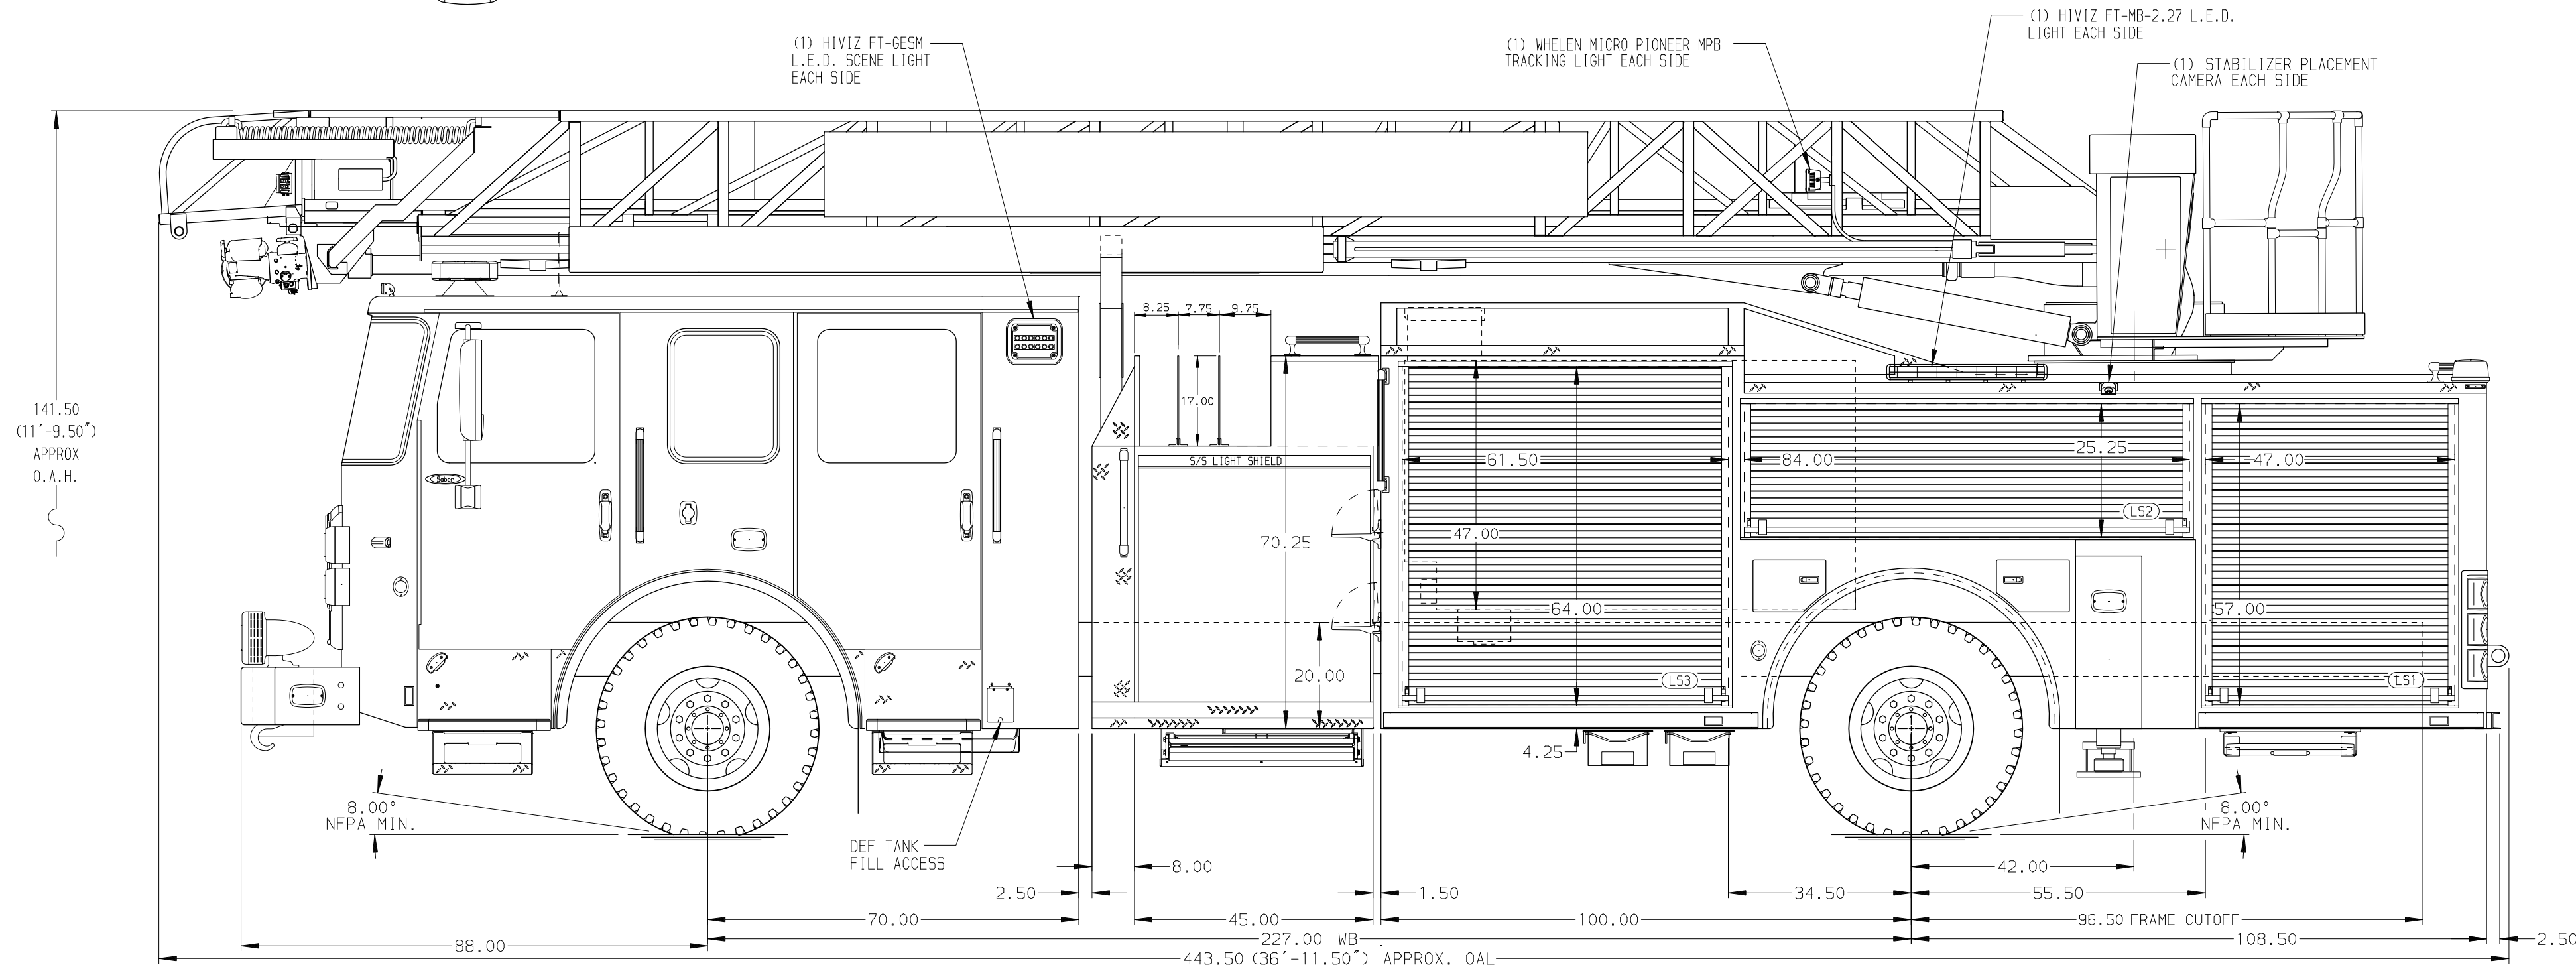 (1) HIVIZ FT-GESM
L.E.D. SCENE LIGHT
EACH SIDE
(1) WHELEN MICRO PIONEER MPB
TRACKING LIGHT EACH SIDE
(1) HIVIZ FT-MB-2.27 L.E.D.
LIGHT EACH SIDE
(1) STABILIZER PLACEMENT
CAMERA EACH SIDE
141.50
(11'-9.50")
APPROX
O.A.H.
8.25
7.75
9.75
17.00
S/S LIGHT SHIELD
Saber
61.50
84.00
25.25
47.00
LS2
70.25
47.00
64.00
57.00
20.00
LS3
LS1
4.25
8.00°
NFPA MIN.
8.00°
NFPA MIN.
DEF TANK
FILL ACCESS
8.00
42.00
2.50
1.50
34.50
55.50
70.00
45.00
100.00
96.50 FRAME CUTOFF
88.00
227.00 WB
108.50
2.50
443.50 (36'-11.50") APPROX. OAL